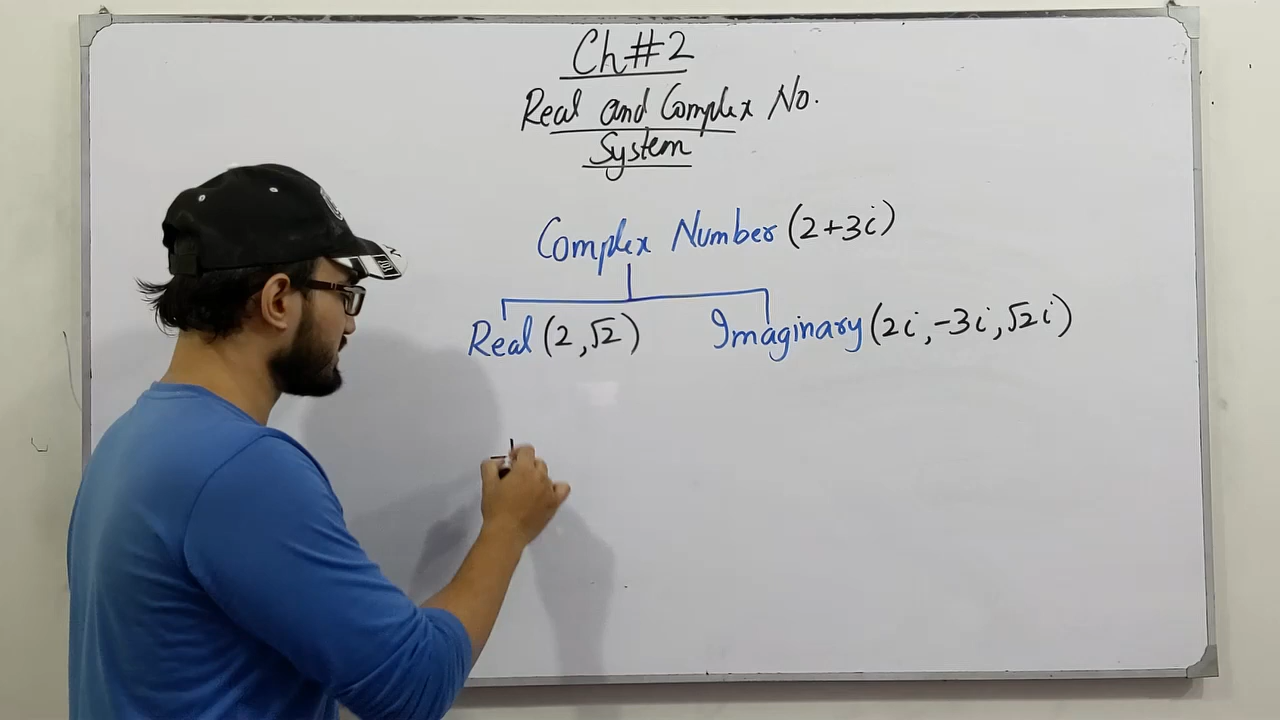 Ch#2
Real and Complex No.
System
Complex Number (2+3i)
Real (2,√2)
Imaginary (2i,-3i,√2i)